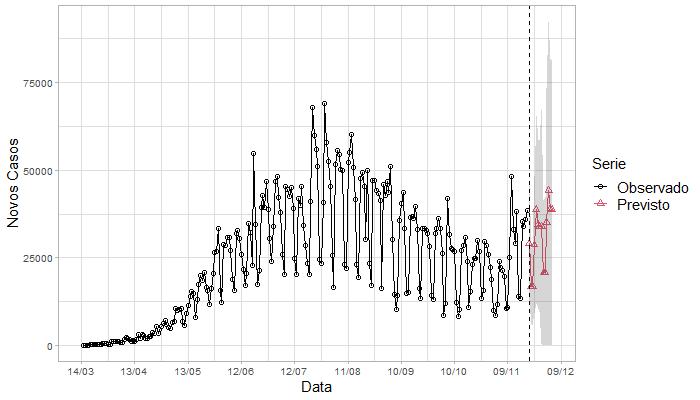 75000
50000
25000
0
Novos Casos
14/03 13/04 13/05 12/06 12/07 11/08 10/09 10/10 09/11 09/12
Data
Serie
Observado
Previsto